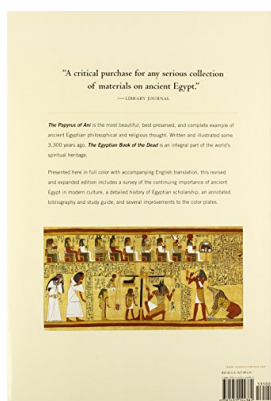 “A critical purchase for any serious collection
of materials on ancient Egypt.”
—LIBRARY JOURNAL
The Papyrus of Ani is the most beautiful, best-preserved, and complete example of
ancient Egyptian philosophical and religious thought. Written and illustrated some
3,300 years ago, The Egyptian Book of the Dead is an integral part of the world’s
spiritual heritage.
Presented here in full color with accompanying English translation, this revised
and expanded edition includes a survey of the continuing importance of ancient
Egypt in modern culture, a detailed history of Egyptian scholarship, an annotated
bibliography and study guide, and several improvements to the color plates.